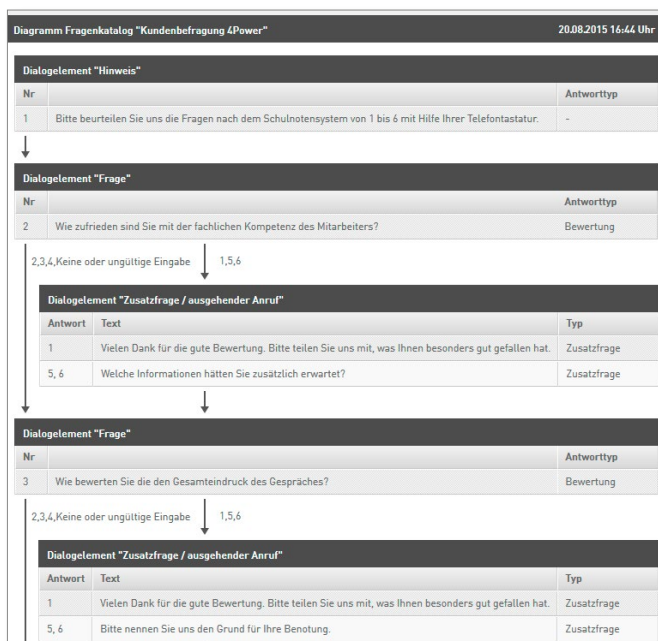 Diagramm Fragenkatalog "Kundenbefragung 4Power" 20.08.2015 16:44 Uhr
Dialogelement "Hinweis"
Nr Antworttyp
1 Bitte beurteilen Sie uns die Fragen nach dem Schulnotensystem von 1 bis 6 mit Hilfe Ihrer Telefontastatur. -
Dialogelement "Frage"
Nr Antworttyp
2 Wie zufrieden sind Sie mit der fachlichen Kompetenz des Mitarbeiters? Bewertung
2,3,4,Keine oder ungültige Eingabe 1,5,6
Dialogelement "Zusatzfrage / ausgehender Anruf"
Antwort Text Typ
1 Vielen Dank für die gute Bewertung. Bitte teilen Sie uns mit, was Ihnen besonders gut gefallen hat. Zusatzfrage
5, 6 Welche Informationen hätten Sie zusätzlich erwartet? Zusatzfrage
Dialogelement "Frage"
Nr Antworttyp
3 Wie bewerten Sie die den Gesamteindruck des Gespräches? Bewertung
2,3,4,Keine oder ungültige Eingabe 1,5,6
Dialogelement "Zusatzfrage / ausgehender Anruf"
Antwort Text Typ
1 Vielen Dank für die gute Bewertung. Bitte teilen Sie uns mit, was Ihnen besonders gut gefallen hat. Zusatzfrage
5, 6 Bitte nennen Sie uns den Grund für Ihre Benotung. Zusatzfrage